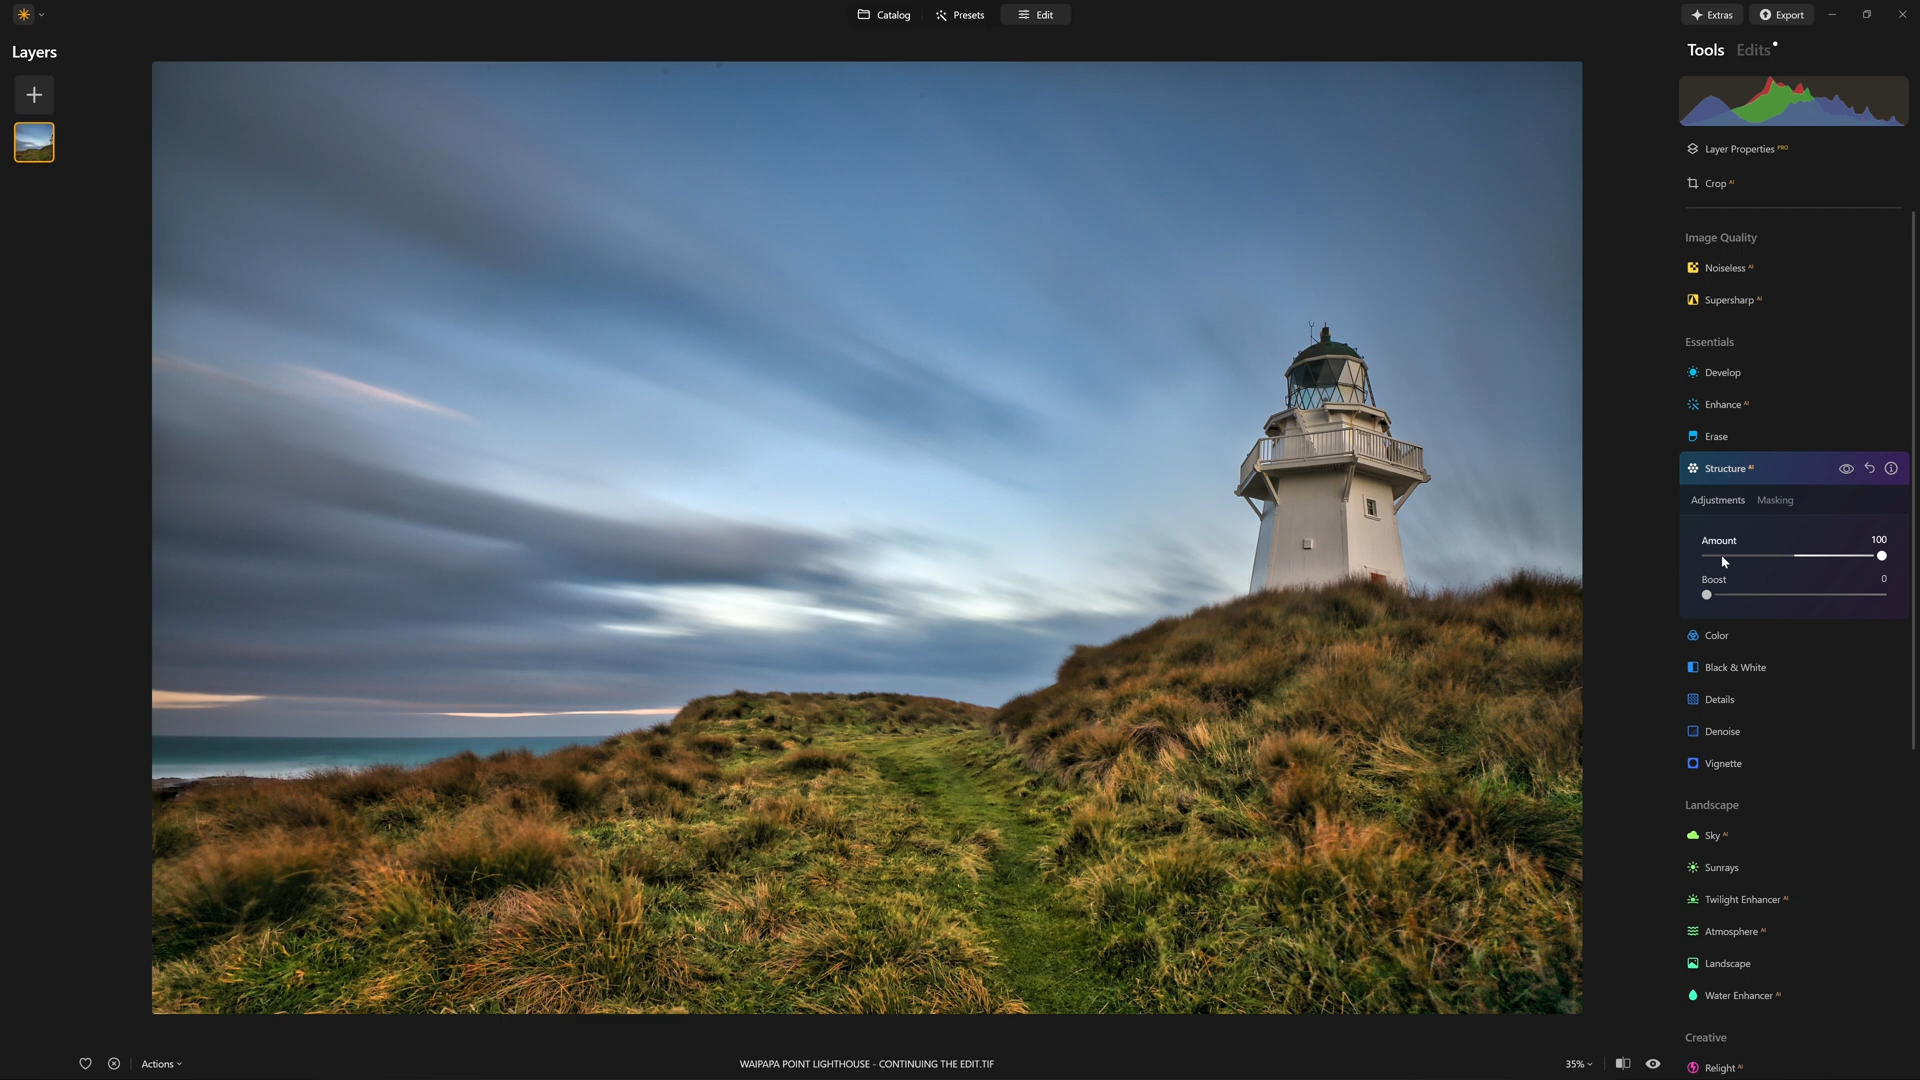 Catalog
Presets
Edit
Extras
Export
Layers
Tools Edits
Layer Properties PRO
Crop AI
Image Quality
Noiseless AI
Supersharp AI
Essentials
Develop
Enhance AI
Erase
Structure AI
Adjustments Masking
Amount 100
Boost 0
Color
Black & White
Details
Denoise
Vignette
Landscape
Sky AI
Sunrays
Twilight Enhancer AI
Atmosphere AI
Landscape
Water Enhancer AI
Creative
Relight AI
Actions
WAIPAPA POINT LIGHTHOUSE - CONTINUING THE EDIT.TIF
35%